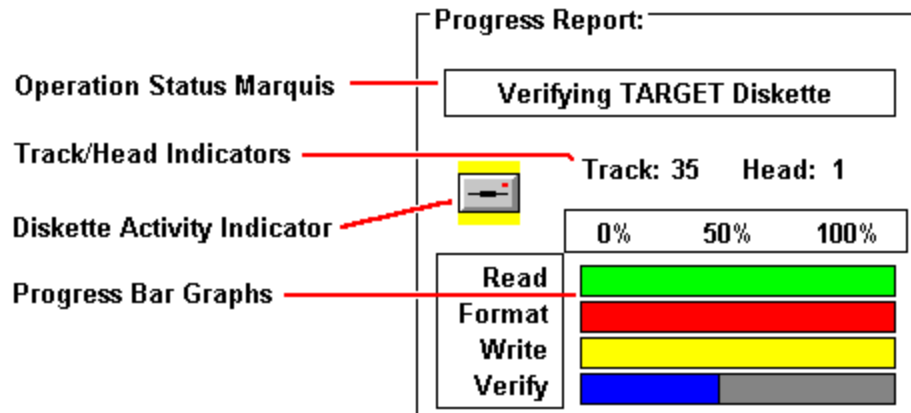 Progress Report:
Operation Status Marquis
Verifying TARGET Diskette
Track/Head Indicators
Track: 35 Head: 1
Diskette Activity Indicator
0% 50% 100%
Progress Bar Graphs
Read
Format
Write
Verify